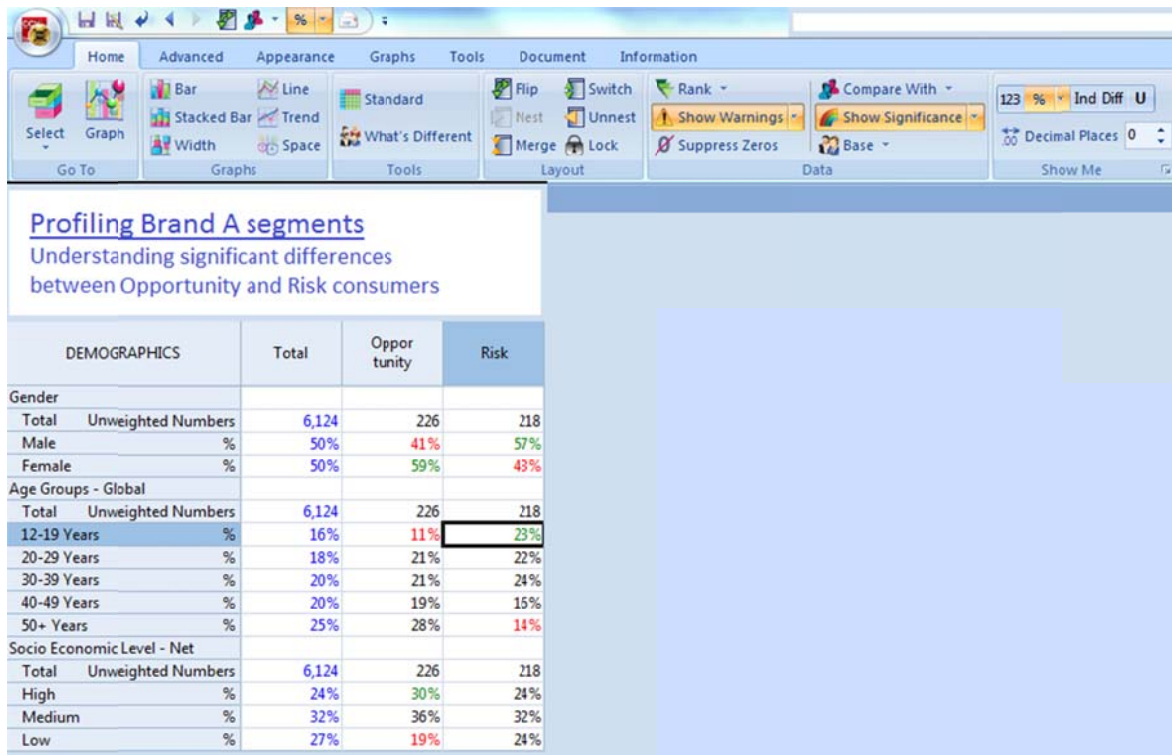 %
Home Advanced Appearance Graphs Tools Document Information
Bar Line Standard Flip Switch Rank Compare With 123 % Ind Diff U
Select Graph Stacked Bar Trend What's Different Nest Unnest Show Warnings Show Significance Decimal Places 0
Width Space Merge Lock Suppress Zeros Base
Go To Graphs Tools Layout Data Show Me
Profiling Brand A segments
Understanding significant differences
between Opportunity and Risk consumers
DEMOGRAPHICS Total Oppor Risk
tunity
Gender
Total Unweighted Numbers 6,124 226 218
Male % 50% 41% 57%
Female % 50% 59% 43%
Age Groups - Global
Total Unweighted Numbers 6,124 226 218
12-19 Years % 16% 11% 23%
20-29 Years % 18% 21% 22%
30-39 Years % 20% 21% 24%
40-49 Years % 20% 19%
50+ Years % 25% 28% 14%
Socio Economic Level - Net
Total Unweighted Numbers 6,124 226 218
High % 24% 30% 24%
Medium % 32% 36% 32%
Low % 27% 19% 24%